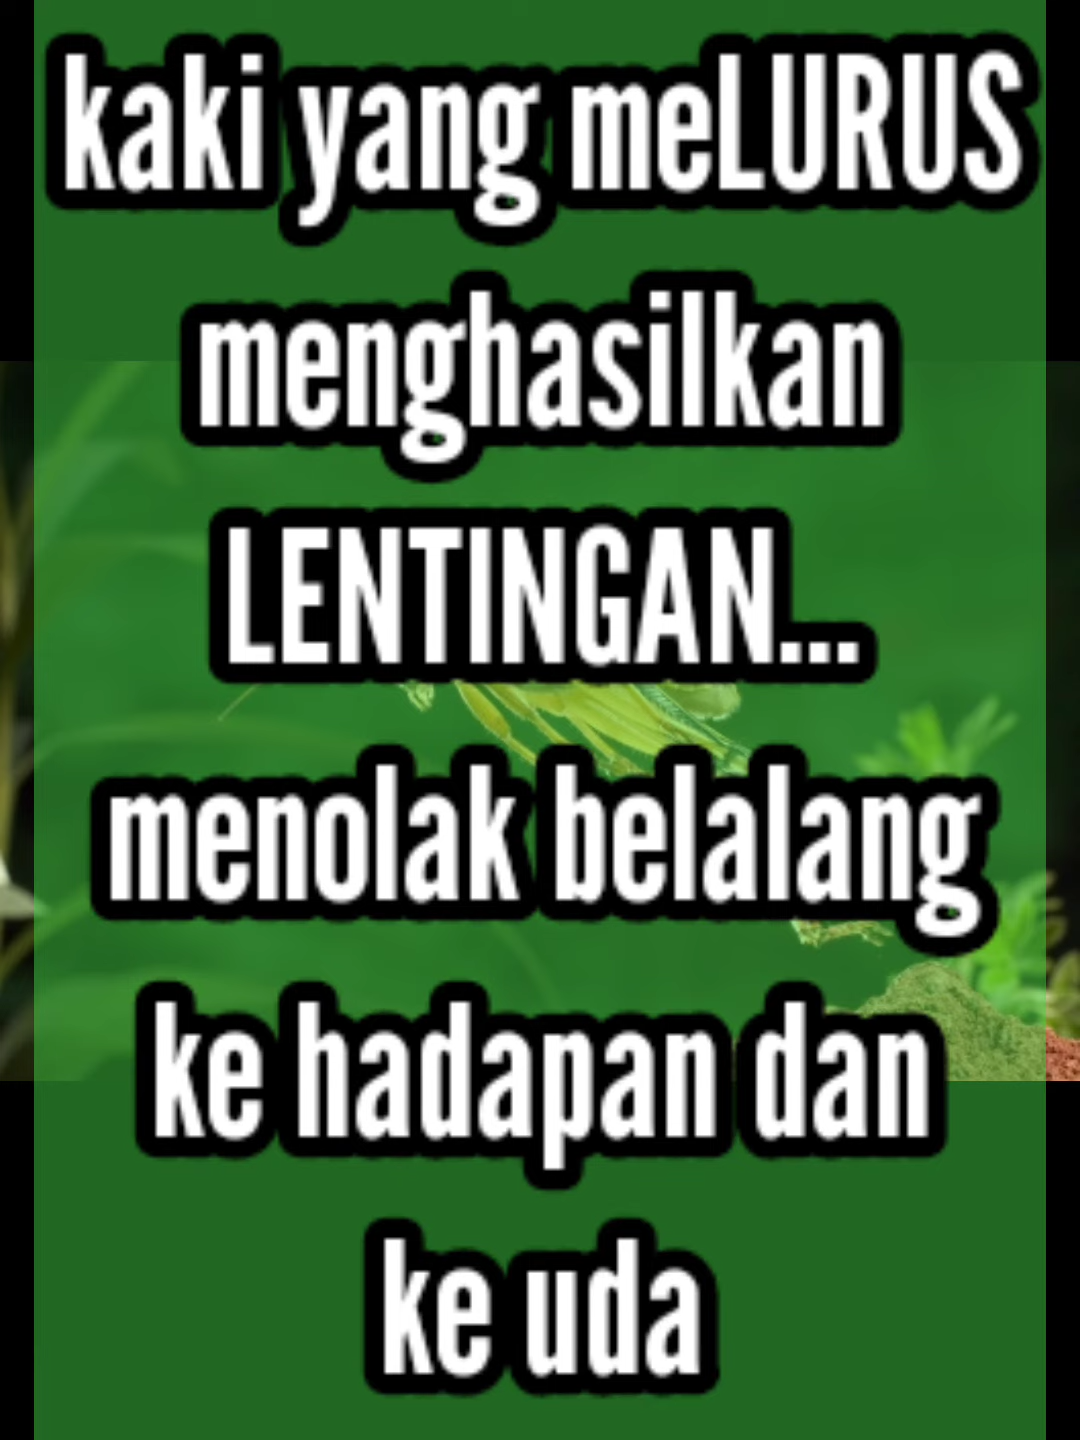 kaki yang meLURUS
menghasilkan
LENTINGAN...
menolak belalang
ke hadapan dan
ke uda